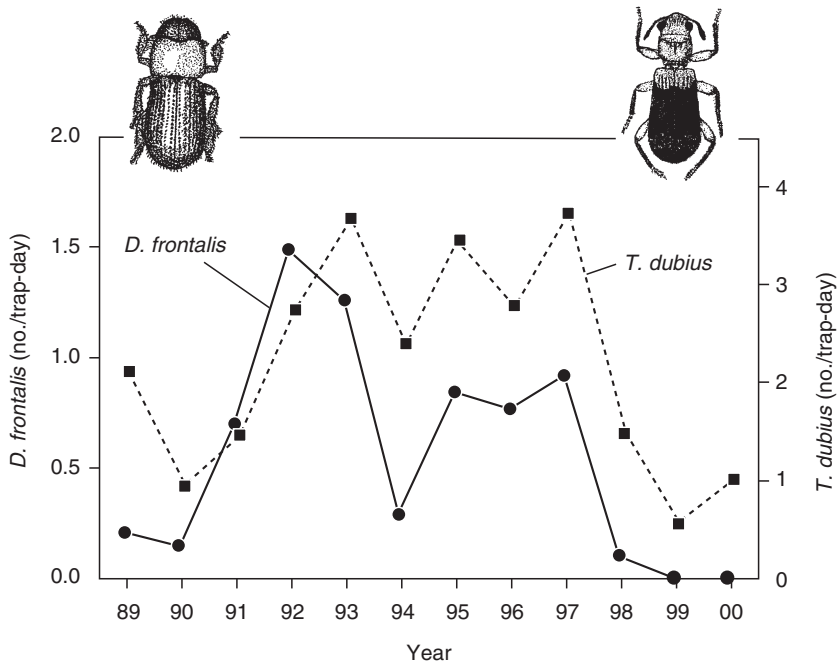 2.0
1.5
1.0
0.5
0.0
D. frontalis (no./trap-day)
D. frontalis
T. dubius
4
3
2
1
0
T. dubius (no./trap-day)
89 90 91 92 93 94 95 96 97 98 99 00
Year